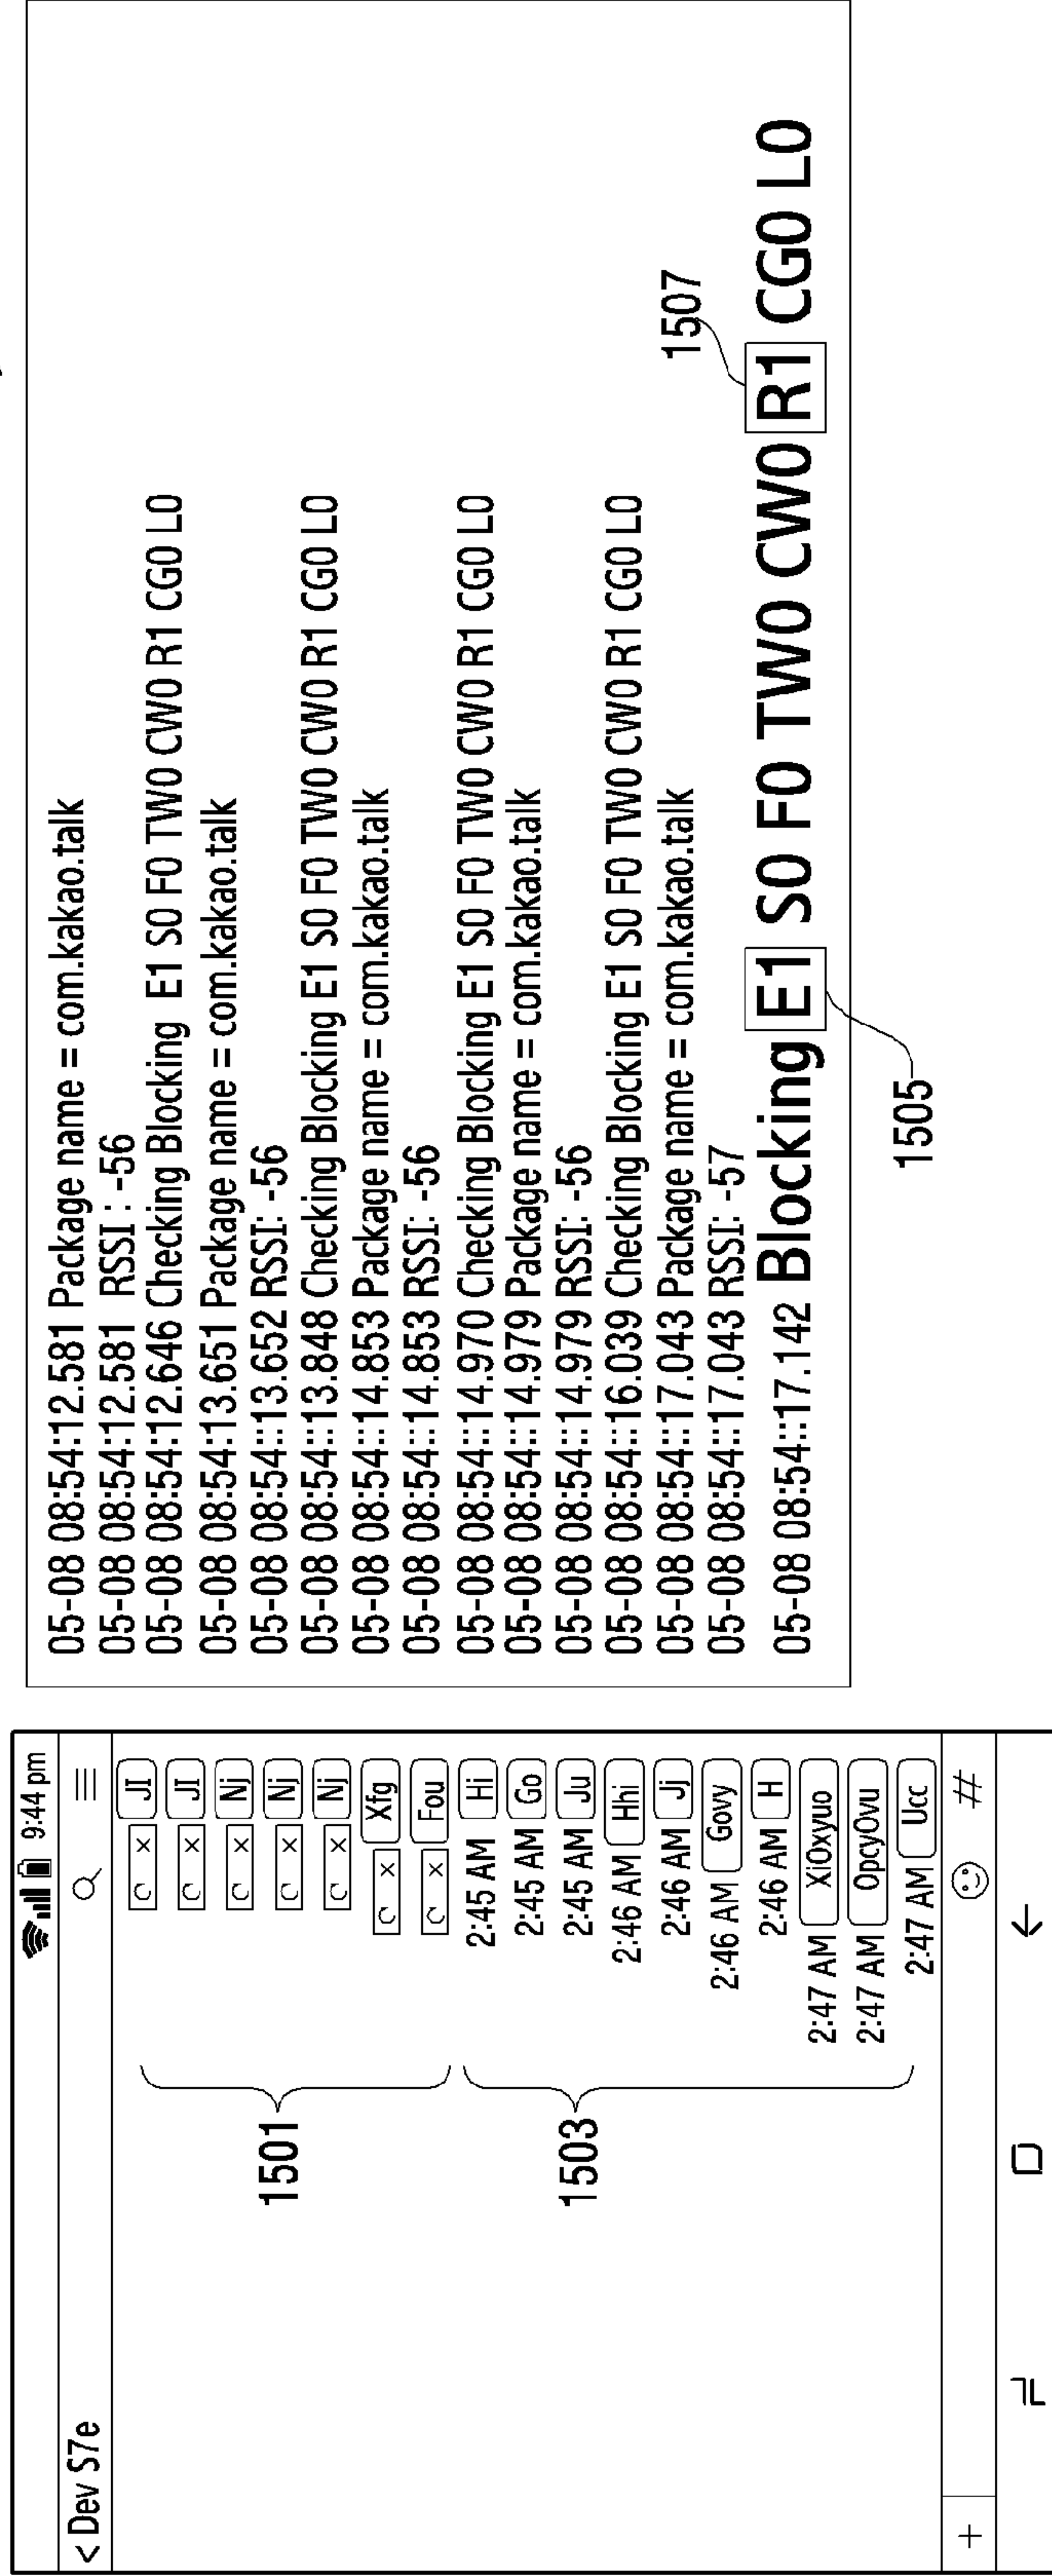 9:44 pm
< Dev S7e
C x JI
C x JI
C x Nj
C x Nj
C x Nj
C x Xfg
C x Fou
2:45 AM Hi
2:45 AM Go
2:45 AM Ju
2:46 AM Hhi
2:46 AM Jj
2:46 AM Govy
2:46 AM H
2:47 AM XiOxyuo
2:47 AM OpcyOvu
2:47 AM Ucc
+ #
1501
1503
05-08 08:54:12.581 Package name = com.kakao.talk
05-08 08:54:12.581 RSSI : -56
05-08 08:54:12.646 Checking Blocking E1 S0 F0 TW0 CW0 R1 CG0 L0
05-08 08:54:13.651 Package name = com.kakao.talk
05-08 08:54::13.652 RSSI: -56
05-08 08:54::13.848 Checking Blocking E1 S0 F0 TW0 CW0 R1 CG0 L0
05-08 08:54::14.853 Package name = com.kakao.talk
05-08 08:54::14.853 RSSI: -56
05-08 08:54::14.970 Checking Blocking E1 S0 F0 TW0 CW0 R1 CG0 L0
05-08 08:54::14.979 Package name = com.kakao.talk
05-08 08:54::14.979 RSSI: -56
05-08 08:54::16.039 Checking Blocking E1 S0 F0 TW0 CW0 R1 CG0 L0
05-08 08:54::17.043 Package name = com.kakao.talk
05-08 08:54::17.043 RSSI: -57
05-08 08:54::17.142 Blocking E1 S0 F0 TW0 CW0 R1 CG0 L0
1507
1505